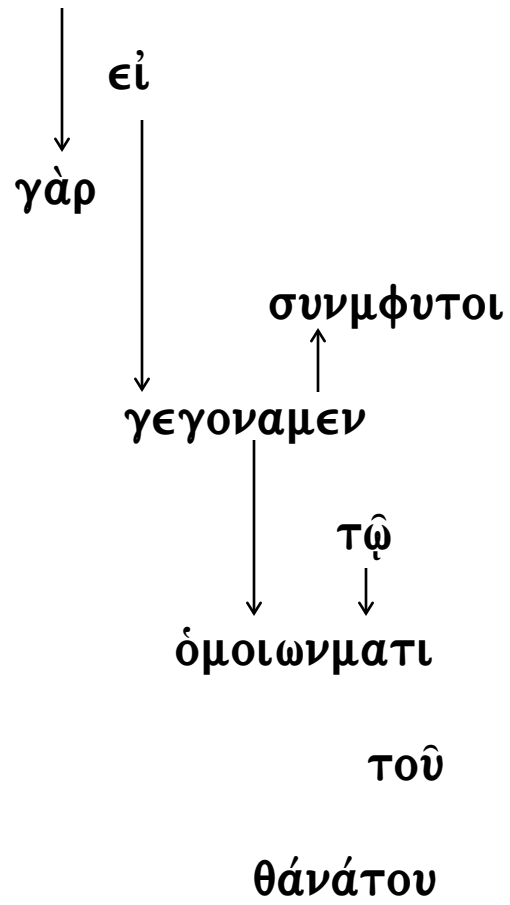 εἰ
γὰρ
συνμφυτοι
γεγοναμεν
τῷ
ὁμοιωνματι
τοῦ
θάνάτου